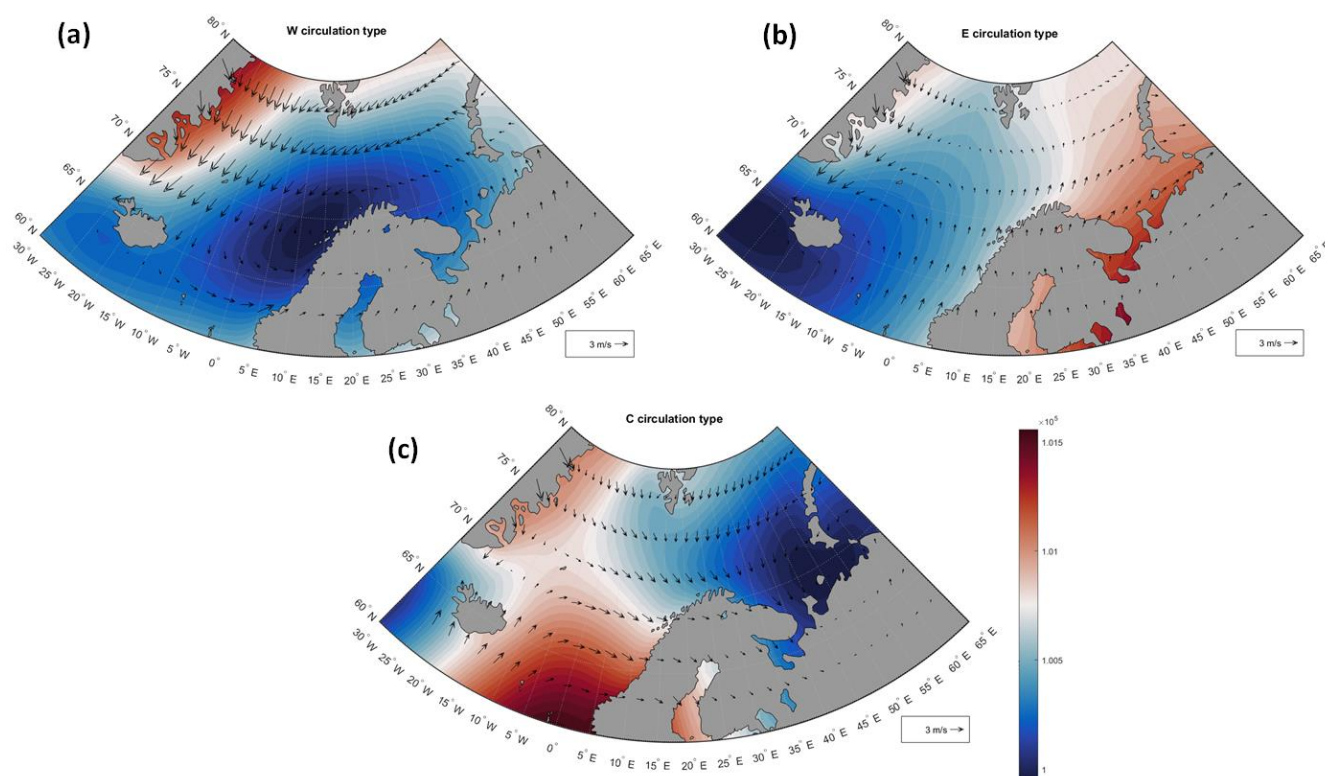 (a)
W circulation type
80° N
75° N
70° N
65° N
60° N
30° W
25° W
20° W
15° W
10° W
5° W
0°
5° E
10° E
15° E
20° E
25° E
30° E
35° E
40° E
45° E
50° E
55° E
60° E
65° E
3 m/s
(b)
E circulation type
80° N
75° N
70° N
65° N
60° N
30° W
25° W
20° W
15° W
10° W
5° W
0°
5° E
10° E
15° E
20° E
25° E
30° E
35° E
40° E
45° E
50° E
55° E
60° E
65° E
3 m/s
(c)
C circulation type
80° N
75° N
70° N
65° N
60° N
30° W
25° W
20° W
15° W
10° W
5° W
0°
5° E
10° E
15° E
20° E
25° E
30° E
35° E
40° E
45° E
50° E
55° E
60° E
65° E
3 m/s
×10⁵
1.015
1.01
1.005
1